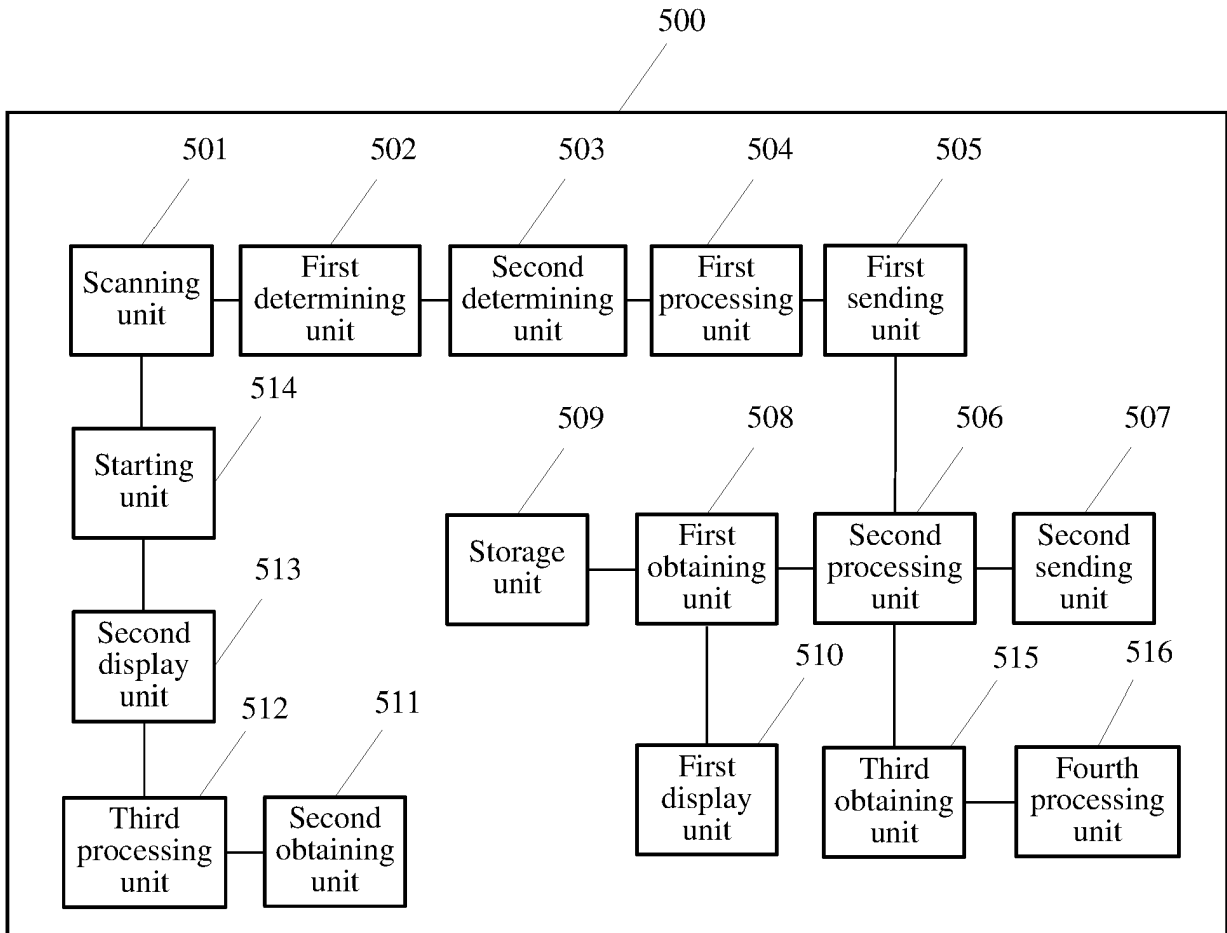 500
501
502
503
504
505
Scanning
unit
First
determining
unit
Second
determining
unit
First
processing
unit
First
sending
unit
514
509
508
506
507
Starting
unit
Storage
unit
First
obtaining
unit
Second
processing
unit
Second
sending
unit
513
Second
display
unit
510
515
516
512
511
First
display
unit
Third
obtaining
unit
Fourth
processing
unit
Third
processing
unit
Second
obtaining
unit